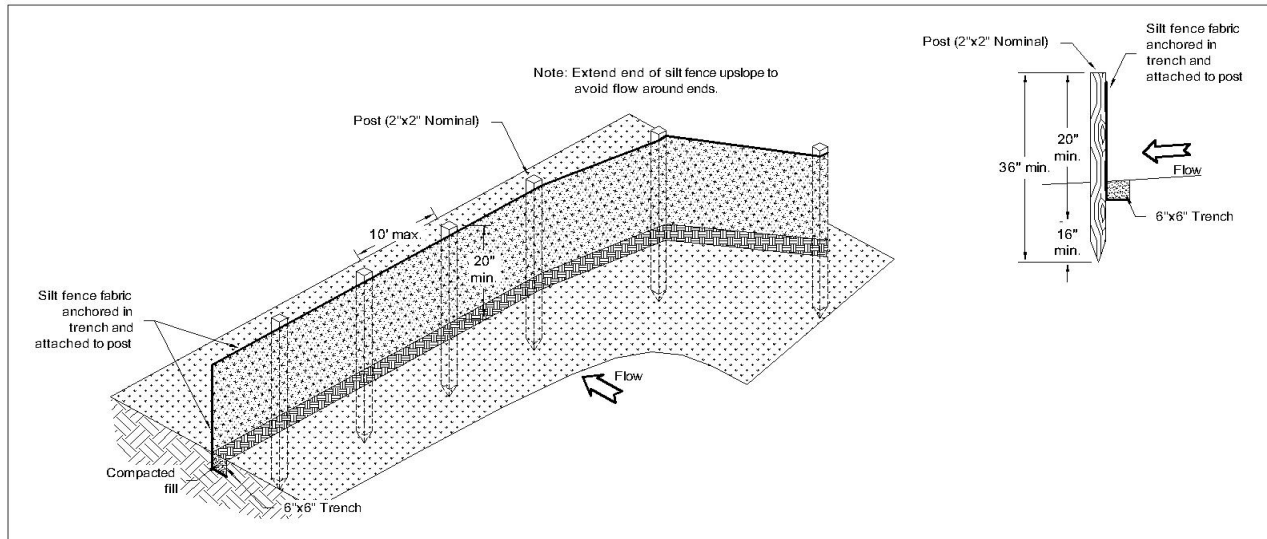 Note: Extend end of silt fence upslope to
avoid flow around ends.
Post (2"x2" Nominal)
10' max.
20"
min.
Silt fence fabric
anchored in
trench and
attached to post
Flow
Compacted
fill
6"x6" Trench
Post (2"x2" Nominal)
Silt fence fabric
anchored in
trench and
attached to post
36" min.
20"
min.
Flow
6"x6" Trench
16"
min.